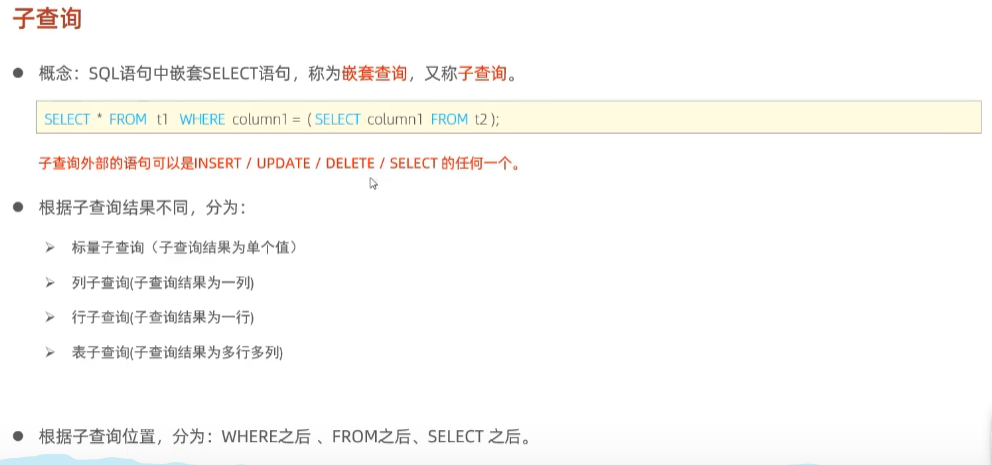 子查询
● 概念：SQL语句中嵌套SELECT语句，称为嵌套查询，又称子查询。
SELECT * FROM t1 WHERE column1 = ( SELECT column1 FROM t2 );
子查询外部的语句可以是INSERT / UPDATE / DELETE / SELECT 的任何一个。
● 根据子查询结果不同，分为：
➢ 标量子查询（子查询结果为单个值）
➢ 列子查询(子查询结果为一列)
➢ 行子查询(子查询结果为一行)
➢ 表子查询(子查询结果为多行多列)
● 根据子查询位置，分为：WHERE之后 、FROM之后、SELECT 之后。